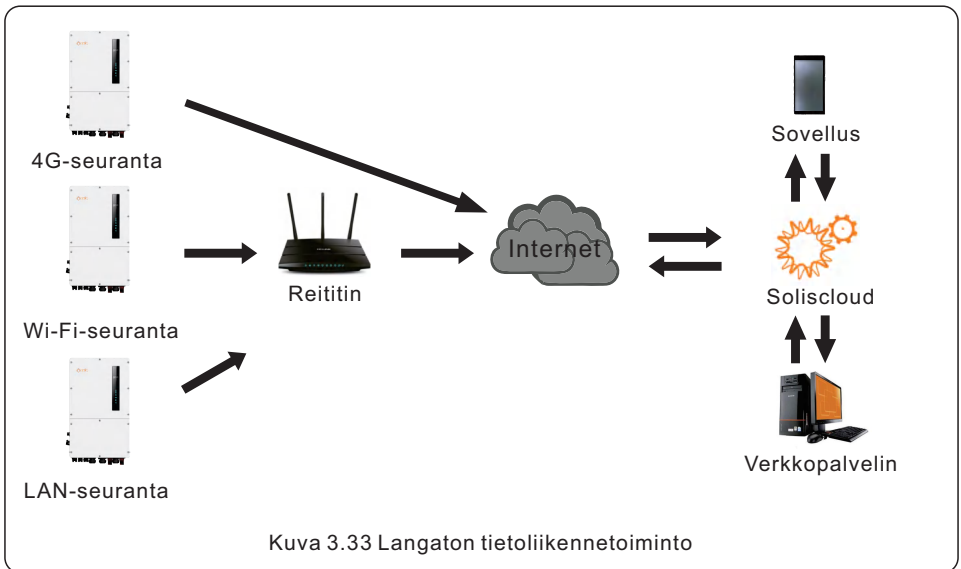 4G-seuranta
Sovellus
Wi-Fi-seuranta
Reititin
Internet
Soliscloud
LAN-seuranta
Verkkopalvelin
Kuva 3.33 Langaton tietoliikennetoiminto